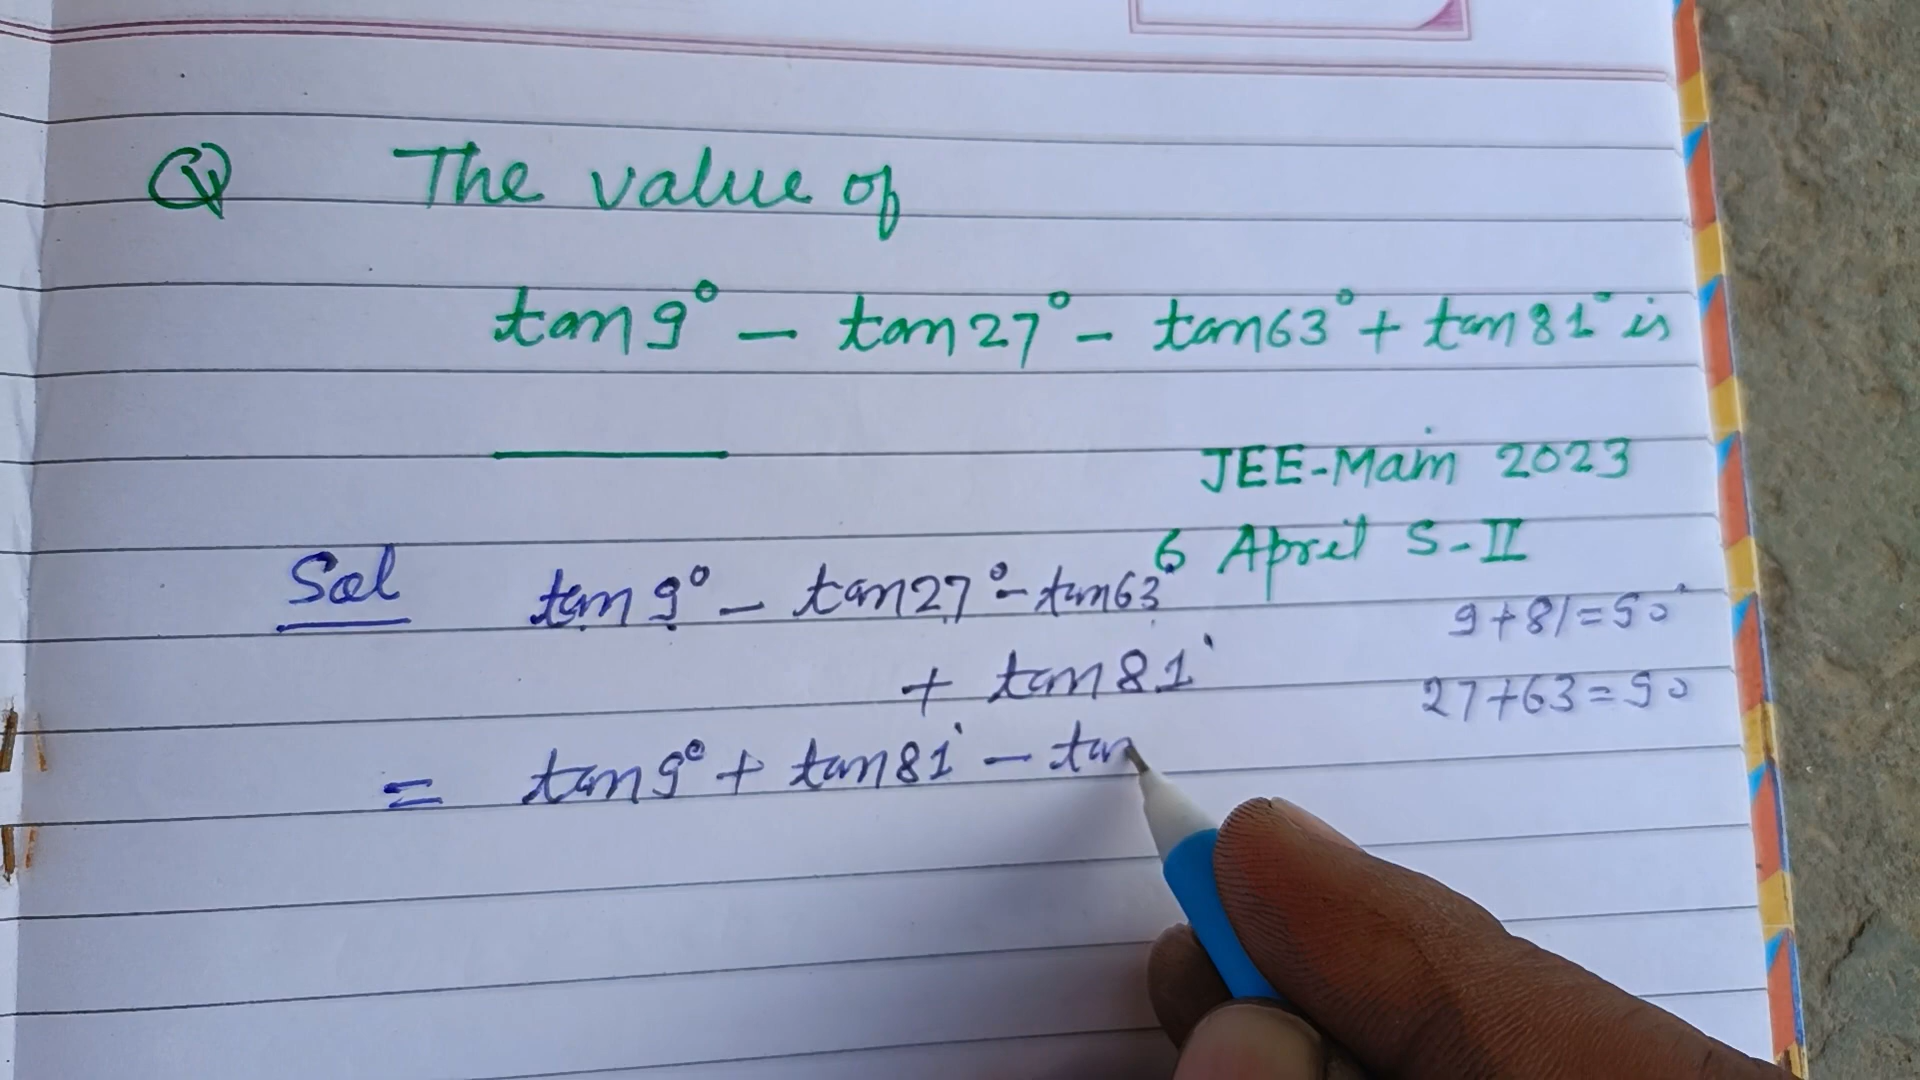 Q The value of
tan 9° - tan 27° - tan 63° + tan 81° is
JEE-Main 2023
6 April S-II
Sol tan 9° - tan 27° - tan 63°
+ tan 81°
9+81=90°
27+63=90
= tan 9° + tan 81° - tan